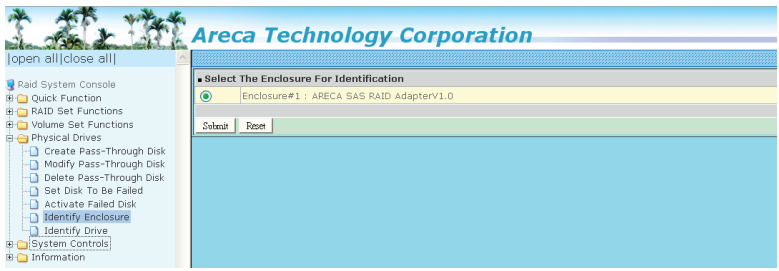 Areca Technology Corporation
|open all|close all|
Raid System Console
Quick Function
RAID Set Functions
Volume Set Functions
Physical Drives
Create Pass-Through Disk
Modify Pass-Through Disk
Delete Pass-Through Disk
Set Disk To Be Failed
Activate Failed Disk
Identify Enclosure
Identify Drive
System Controls
Information
Select The Enclosure For Identification
Enclosure#1 : ARECA SAS RAID AdapterV1.0
Submit Reset